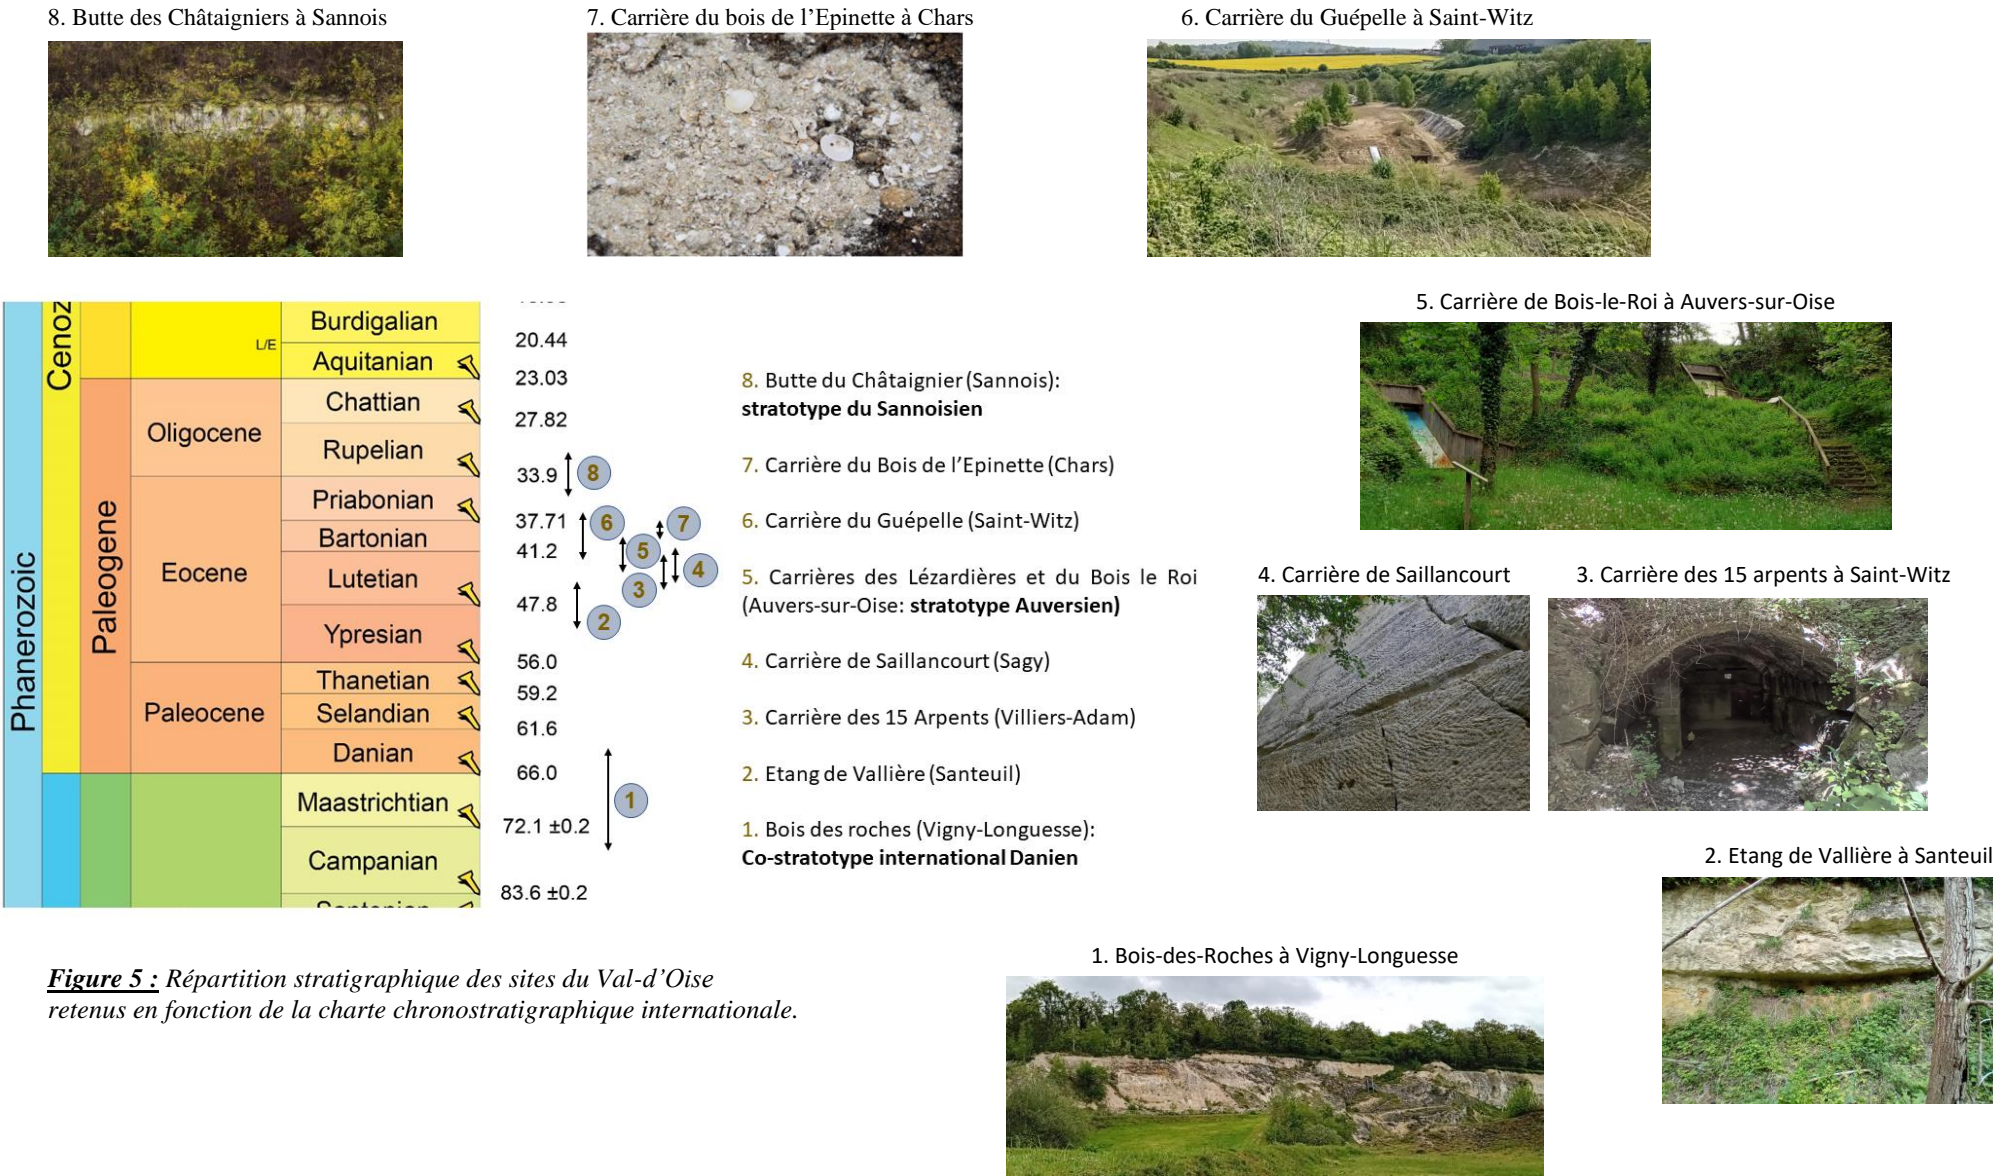 8. Butte des Châtaigniers à Sannois
7. Carrière du bois de l’Epinette à Chars
6. Carrière du Guépelle à Saint-Witz
5. Carrière de Bois-le-Roi à Auvers-sur-Oise
4. Carrière de Saillancourt
3. Carrière des 15 arpents à Saint-Witz
2. Etang de Vallière à Santeuil
1. Bois-des-Roches à Vigny-Longuesse
Phanerozoic
Cenoz
Paleogene
L/E
Oligocene
Eocene
Paleocene
Burdigalian
Aquitanian
Chattian
Rupelian
Priabonian
Bartonian
Lutetian
Ypresian
Thanetian
Selandian
Danian
Maastrichtian
Campanian
20.44
23.03
27.82
33.9
37.71
41.2
47.8
56.0
59.2
61.6
66.0
72.1 ±0.2
83.6 ±0.2
8
6
7
5
4
3
2
1
8. Butte du Châtaignier (Sannois):
stratotype du Sannoisien
7. Carrière du Bois de l’Epinette (Chars)
6. Carrière du Guépelle (Saint-Witz)
5. Carrières des Lézardières et du Bois le Roi
(Auvers-sur-Oise: stratotype Auversien)
4. Carrière de Saillancourt (Sagy)
3. Carrière des 15 Arpents (Villiers-Adam)
2. Etang de Vallière (Santeuil)
1. Bois des roches (Vigny-Longuesse):
Co-stratotype international Danien
Figure 5 : Répartition stratigraphique des sites du Val-d’Oise
retenus en fonction de la charte chronostratigraphique internationale.